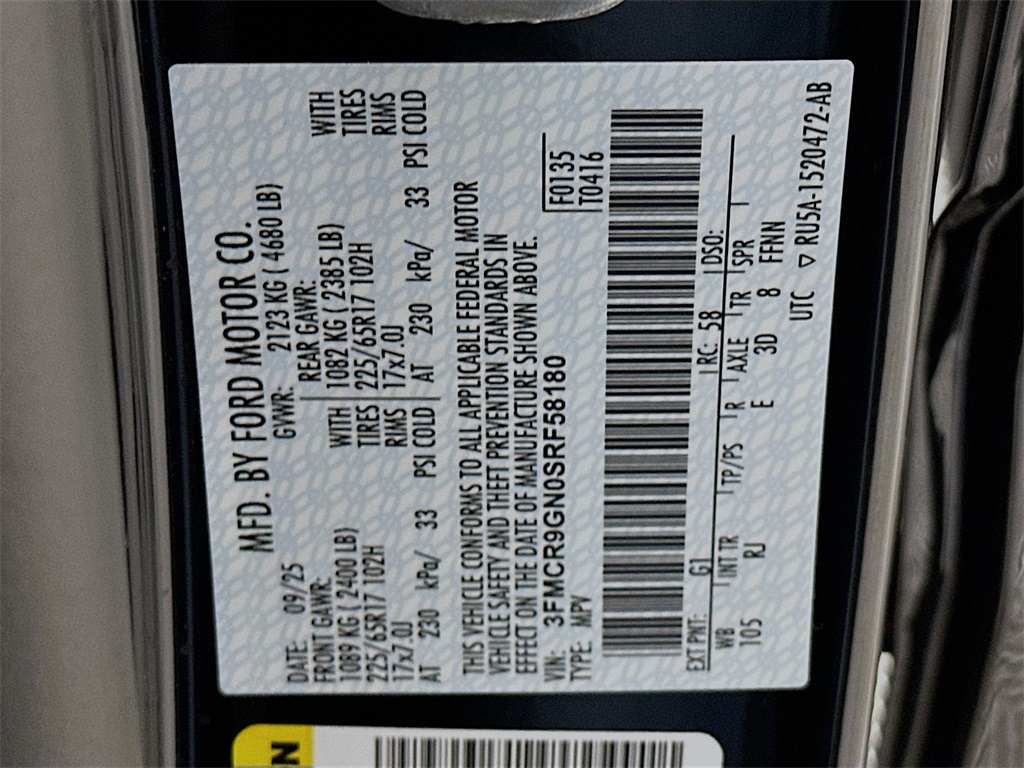 MFD. BY FORD MOTOR CO.
DATE: 09/25 GVWR: 2123 KG ( 4680 LB)
FRONT GAWR: REAR GAWR:
1089 KG ( 2400 LB) WITH 1082 KG ( 2385 LB) WITH
225/65R17 102H TIRES 225/65R17 102H TIRES
17x7.0J RIMS 17x7.0J RIMS
AT 230 kPa/ 33 PSI COLD AT 230 kPa/ 33 PSI COLD
THIS VEHICLE CONFORMS TO ALL APPLICABLE FEDERAL MOTOR
VEHICLE SAFETY AND THEFT PREVENTION STANDARDS IN
EFFECT ON THE DATE OF MANUFACTURE SHOWN ABOVE.
VIN: 3FMCR9GN0SRF58180 F0135
TYPE: MPV T0416
EXT PNT: G1 RC: 58 DSO:
WB INT TR TP/PS R AXLE TR SPR
105 RJ E 3D 8 FFNN
UTC ▽ RU5A-1520472-AB